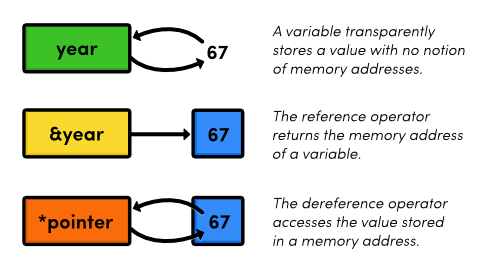 year
67
A variable transparently
stores a value with no notion
of memory addresses.
&year
67
The reference operator
returns the memory address
of a variable.
*pointer
67
The dereference operator
accesses the value stored
in a memory address.